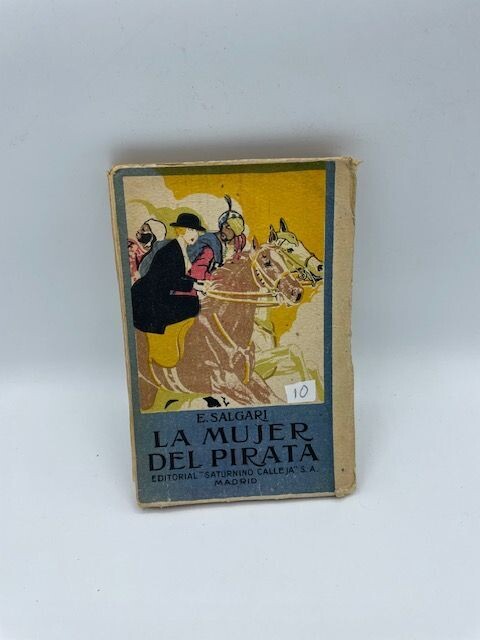 10
E. SALGARI
LA MUJER
DEL PIRATA
EDITORIAL "SATURNINO CALLEJA" S. A.
MADRID